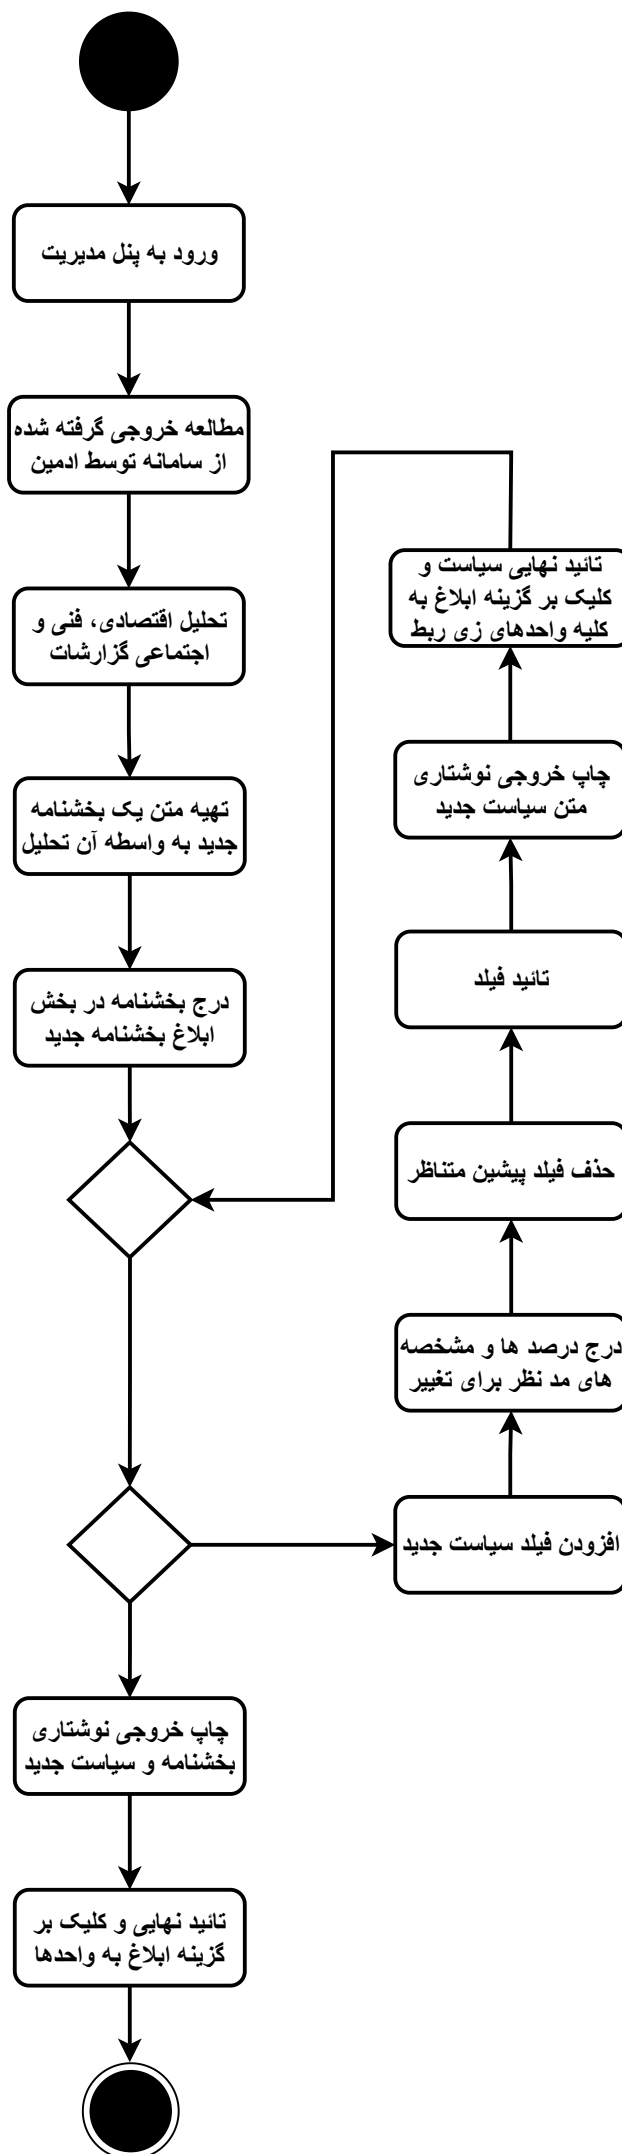 ورود به پنل مدیریت
مطالعه خروجی گرفته شده
از سامانه توسط ادمین
تحلیل اقتصادی، فنی و
اجتماعی گزارشات
تهیه متن یک بخشنامه
جدید به واسطه آن تحلیل
درج بخشنامه در بخش
ابلاغ بخشنامه جدید
افزودن فیلد سیاست جدید
درج درصد ها و مشخصه
های مد نظر برای تغییر
حذف فیلد پیشین متناظر
تائید فیلد
چاپ خروجی نوشتاری
متن سیاست جدید
تائید نهایی سیاست و
کلیک بر گزینه ابلاغ به
کلیه واحدهای زی ربط
چاپ خروجی نوشتاری
بخشنامه و سیاست جدید
تائید نهایی و کلیک بر
گزینه ابلاغ به واحدها